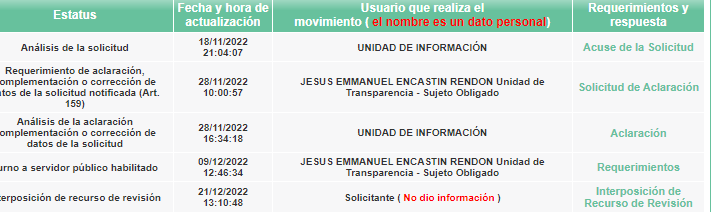 Estatus
Fecha y hora de
actualización
Usuario que realiza el
movimiento ( el nombre es un dato personal)
Requerimientos y
respuesta
Análisis de la solicitud
18/11/2022
21:04:07
UNIDAD DE INFORMACIÓN
Acuse de la Solicitud
Requerimiento de aclaración,
omplementación o corrección de
atos de la solicitud notificada (Art.
159)
28/11/2022
10:00:57
JESUS EMMANUEL ENCASTIN RENDON Unidad de
Transparencia - Sujeto Obligado
Solicitud de Aclaración
Análisis de la aclaración
omplementación o corrección de
datos de la solicitud
28/11/2022
16:34:18
UNIDAD DE INFORMACIÓN
Aclaración
urno a servidor público habilitado
09/12/2022
12:46:34
JESUS EMMANUEL ENCASTIN RENDON Unidad de
Transparencia - Sujeto Obligado
Requerimientos
nterposición de recurso de revisión
21/12/2022
13:10:48
Solicitante ( No dio información )
Interposición de
Recurso de Revisión